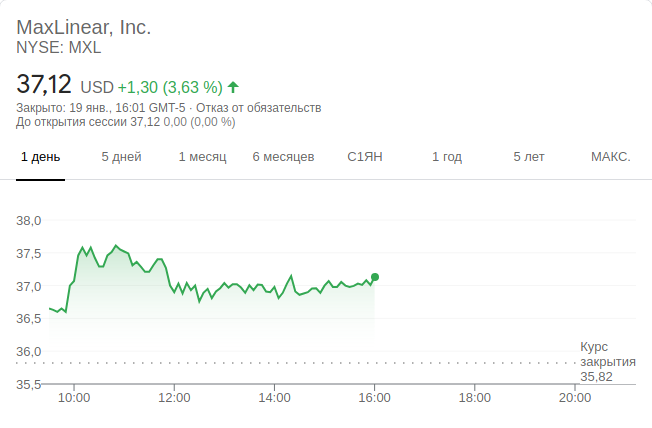 MaxLinear, Inc.
NYSE: MXL
37,12 USD +1,30 (3,63 %)
Закрыто: 19 янв., 16:01 GMT-5 · Отказ от обязательств
До открытия сессии 37,12 0,00 (0,00 %)
1 день 5 дней 1 месяц 6 месяцев С1ЯН 1 год 5 лет МАКС.
38,0
37,5
37,0
36,5
36,0
35,5
Курс
закрытия
35,82
10:00 12:00 14:00 16:00 18:00 20:00